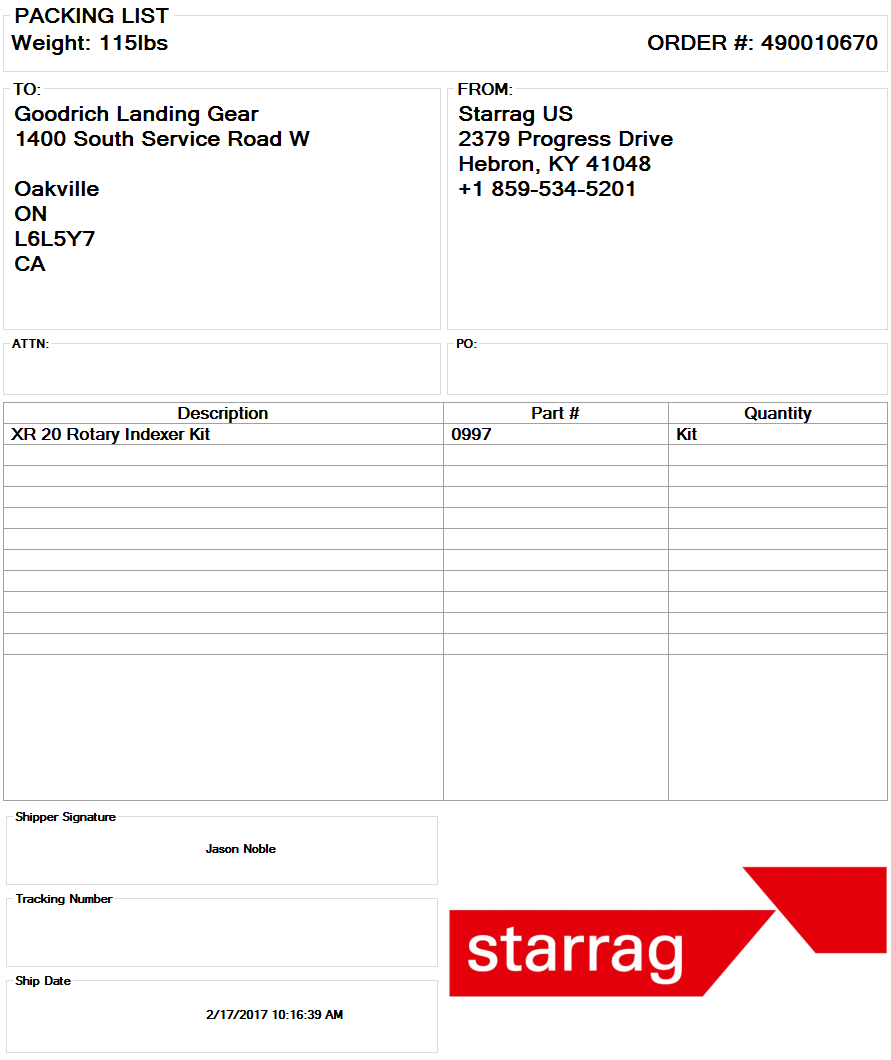 PACKING LIST
Weight: 115lbs
ORDER #: 490010670
TO:
Goodrich Landing Gear
1400 South Service Road W
Oakville
ON
L6L5Y7
CA
FROM:
Starrag US
2379 Progress Drive
Hebron, KY 41048
+1 859-534-5201
ATTN:
PO:
Description Part # Quantity
XR 20 Rotary Indexer Kit 0997 Kit
Shipper Signature
Jason Noble
Tracking Number
Ship Date
2/17/2017 10:16:39 AM
starrag